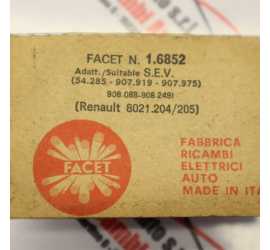 FACET N. 1.6852
Adatt./Suitable S.E.V.
(54.285 - 907.919 - 907.975)
908.088-908.249)
(Renault 8021.204/205)
FACET
FABBRICA
RICAMBI
ELETTRICI
AUTO
MADE IN ITA